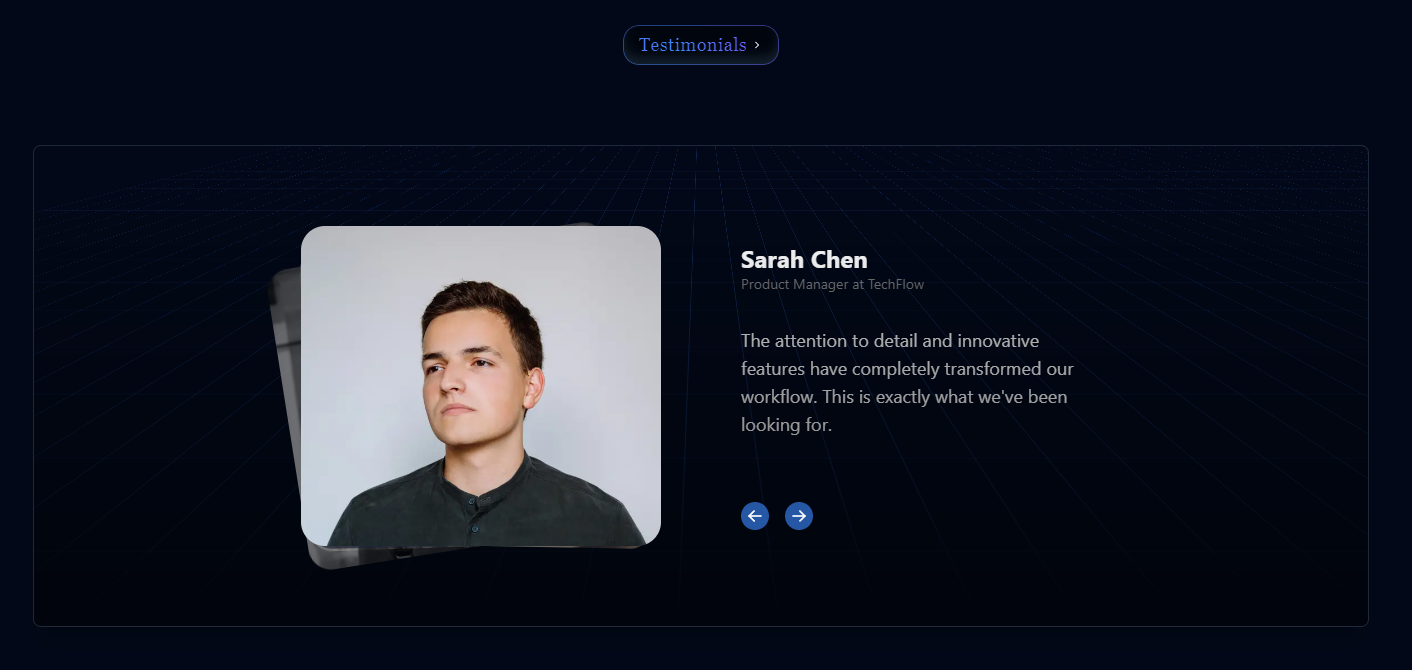 Testimonials
Sarah Chen
Product Manager at TechFlow
The attention to detail and innovative
features have completely transformed our
workflow. This is exactly what we've been
looking for.